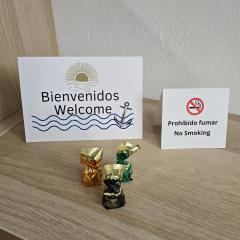 Bienvenidos
Welcome
Prohibido fumar
No Smoking